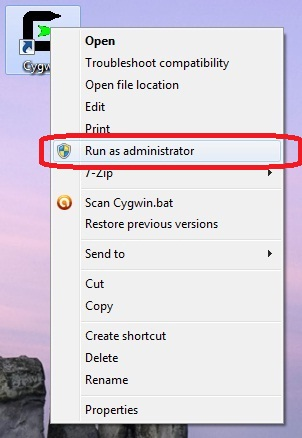 Cyg
Open
Troubleshoot compatibility
Open file location
Edit
Print
Run as administrator
7-Zip
Scan Cygwin.bat
Restore previous versions
Send to
Cut
Copy
Create shortcut
Delete
Rename
Properties